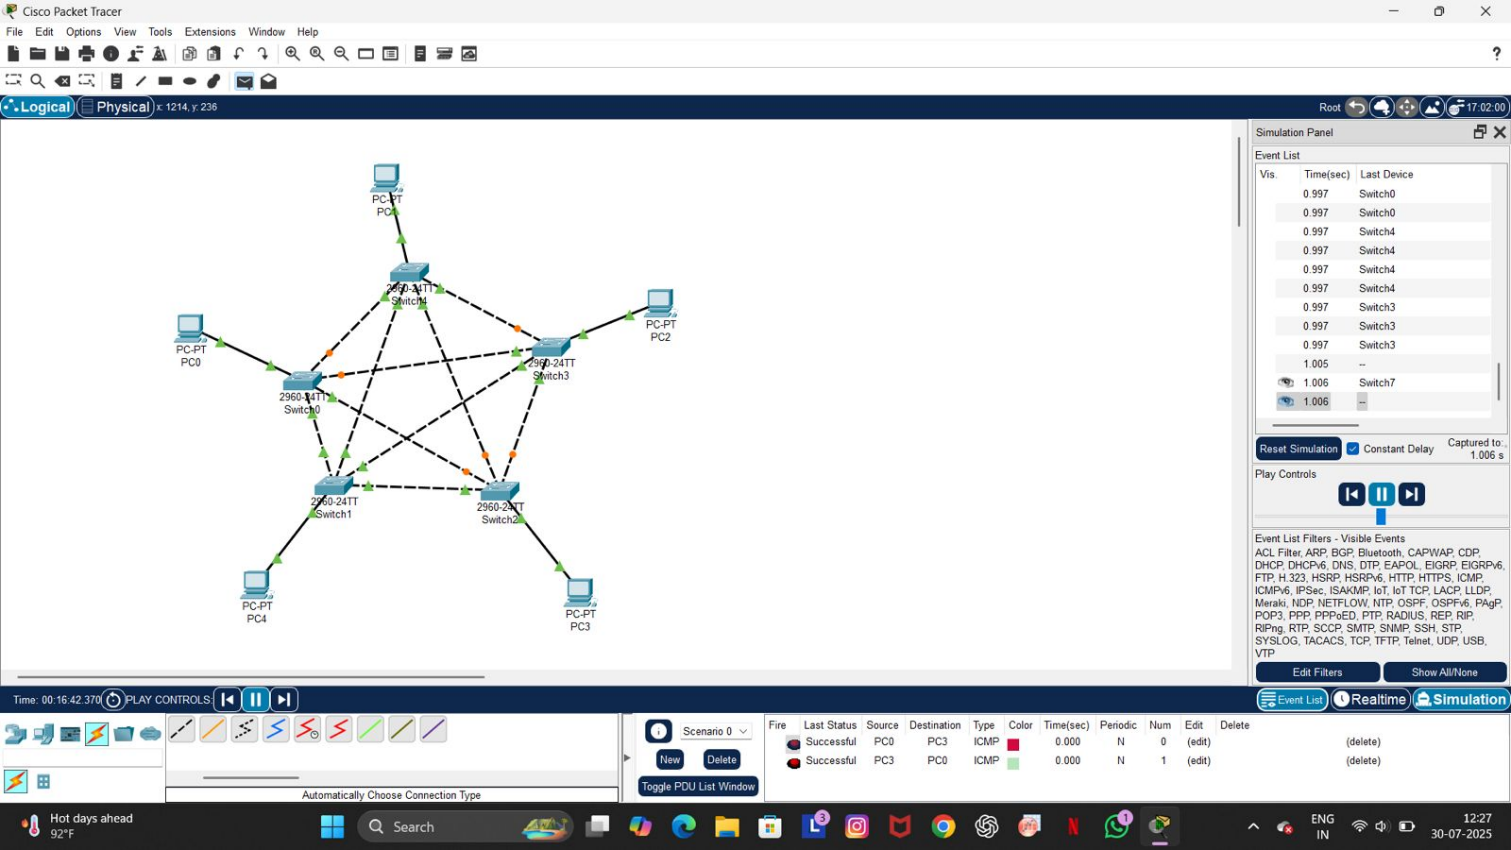 Cisco Packet Tracer
File Edit Options View Tools Extensions Window Help
?
Logical Physical x: 1214, y: 236 Root 17:02:00
Simulation Panel
Event List
Vis. Time(sec) Last Device
0.997 Switch0
0.997 Switch0
0.997 Switch4
0.997 Switch4
0.997 Switch4
0.997 Switch4
0.997 Switch3
0.997 Switch3
0.997 Switch3
1.005 --
1.006 Switch7
1.006 --
Reset Simulation Constant Delay Captured to:
1.006 s
Play Controls
Event List Filters - Visible Events
ACL Filter, ARP, BGP, Bluetooth, CAPWAP, CDP,
DHCP, DHCPv6, DNS, DTP, EAPOL, EIGRP, EIGRPv6,
FTP, H.323, HSRP, HSRPv6, HTTP, HTTPS, ICMP,
ICMPv6, IPSec, ISAKMP, IoT, IoT TCP, LACP, LLDP,
Meraki, NDP, NETFLOW, NTP, OSPF, OSPFv6, PAgP,
POP3, PPP, PPPoED, PTP, RADIUS, REP, RIP,
RIPng, RTP, SCCP, SMTP, SNMP, SSH, STP,
SYSLOG, TACACS, TCP, TFTP, Telnet, UDP, USB,
VTP
Edit Filters Show All/None
PC-PT
PC1
2960-24TT
Switch4
PC-PT
PC2
PC-PT
PC0
2960-24TT
Switch3
2960-24TT
Switch0
2960-24TT
Switch1
2960-24TT
Switch2
PC-PT
PC4
PC-PT
PC3
Time: 00:16:42.370 PLAY CONTROLS: Event List Realtime Simulation
Scenario 0
New Delete
Toggle PDU List Window
Fire Last Status Source Destination Type Color Time(sec) Periodic Num Edit Delete
Successful PC0 PC3 ICMP 0.000 N 0 (edit) (delete)
Successful PC3 PC0 ICMP 0.000 N 1 (edit) (delete)
Automatically Choose Connection Type
Hot days ahead
92°F
Search
L 3
N
1
ENG
IN
12:27
30-07-2025